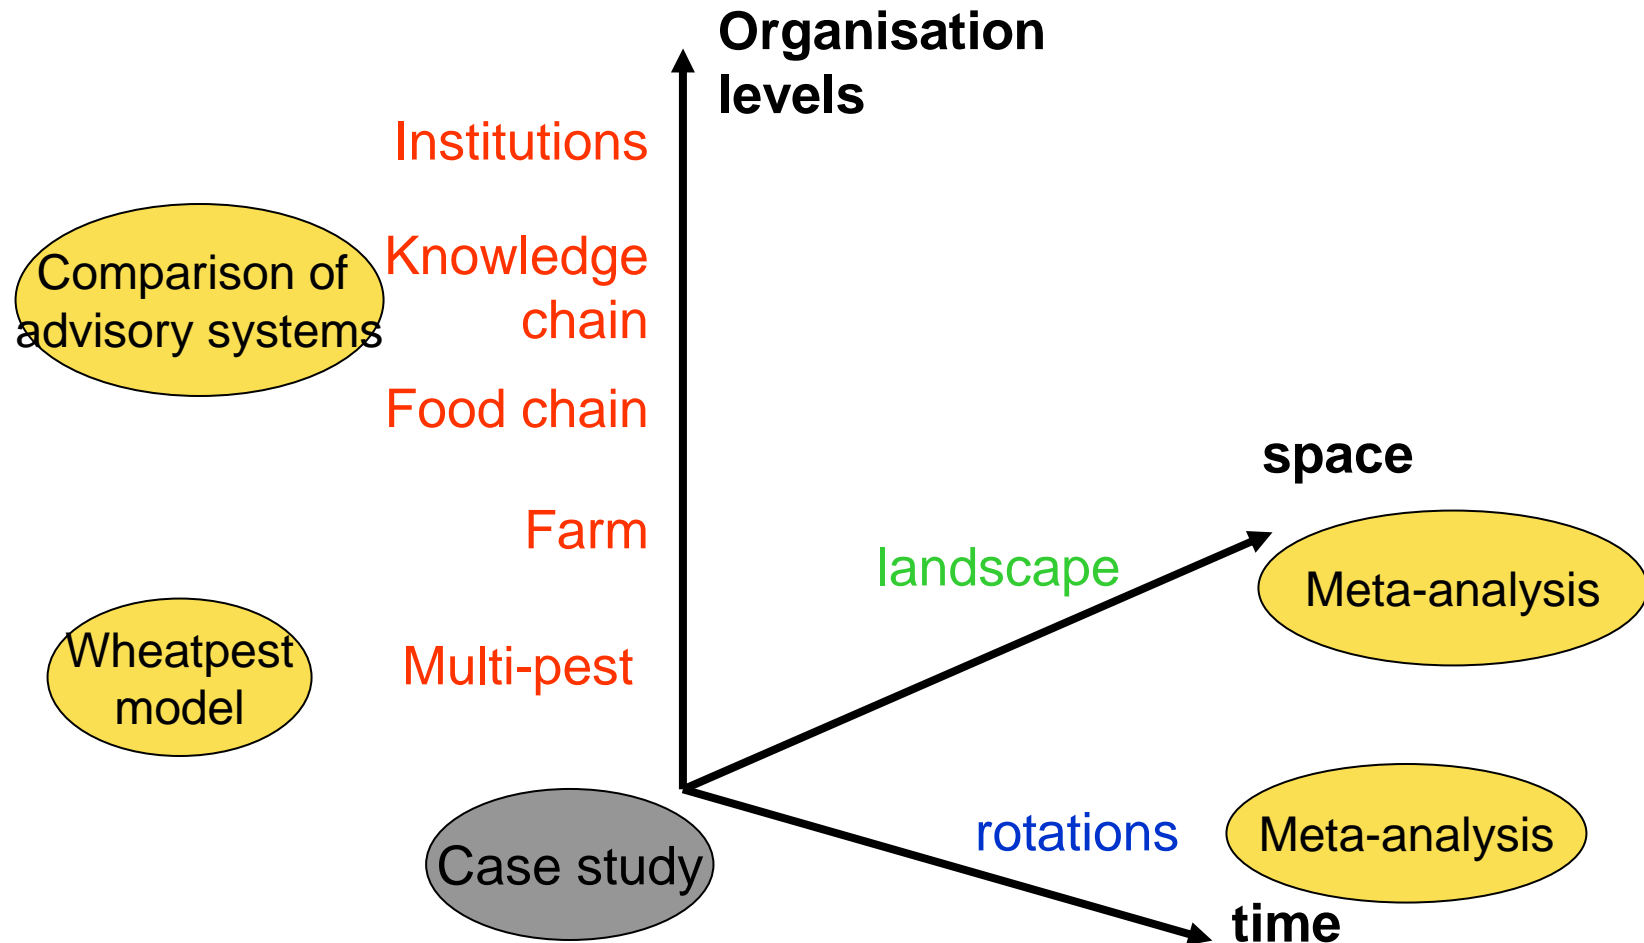 Organisation
levels
Institutions
Comparison of
advisory systems
Knowledge
chain
Food chain
space
Farm
landscape
Meta-analysis
Wheatpest
model
Multi-pest
rotations
Meta-analysis
Case study
time